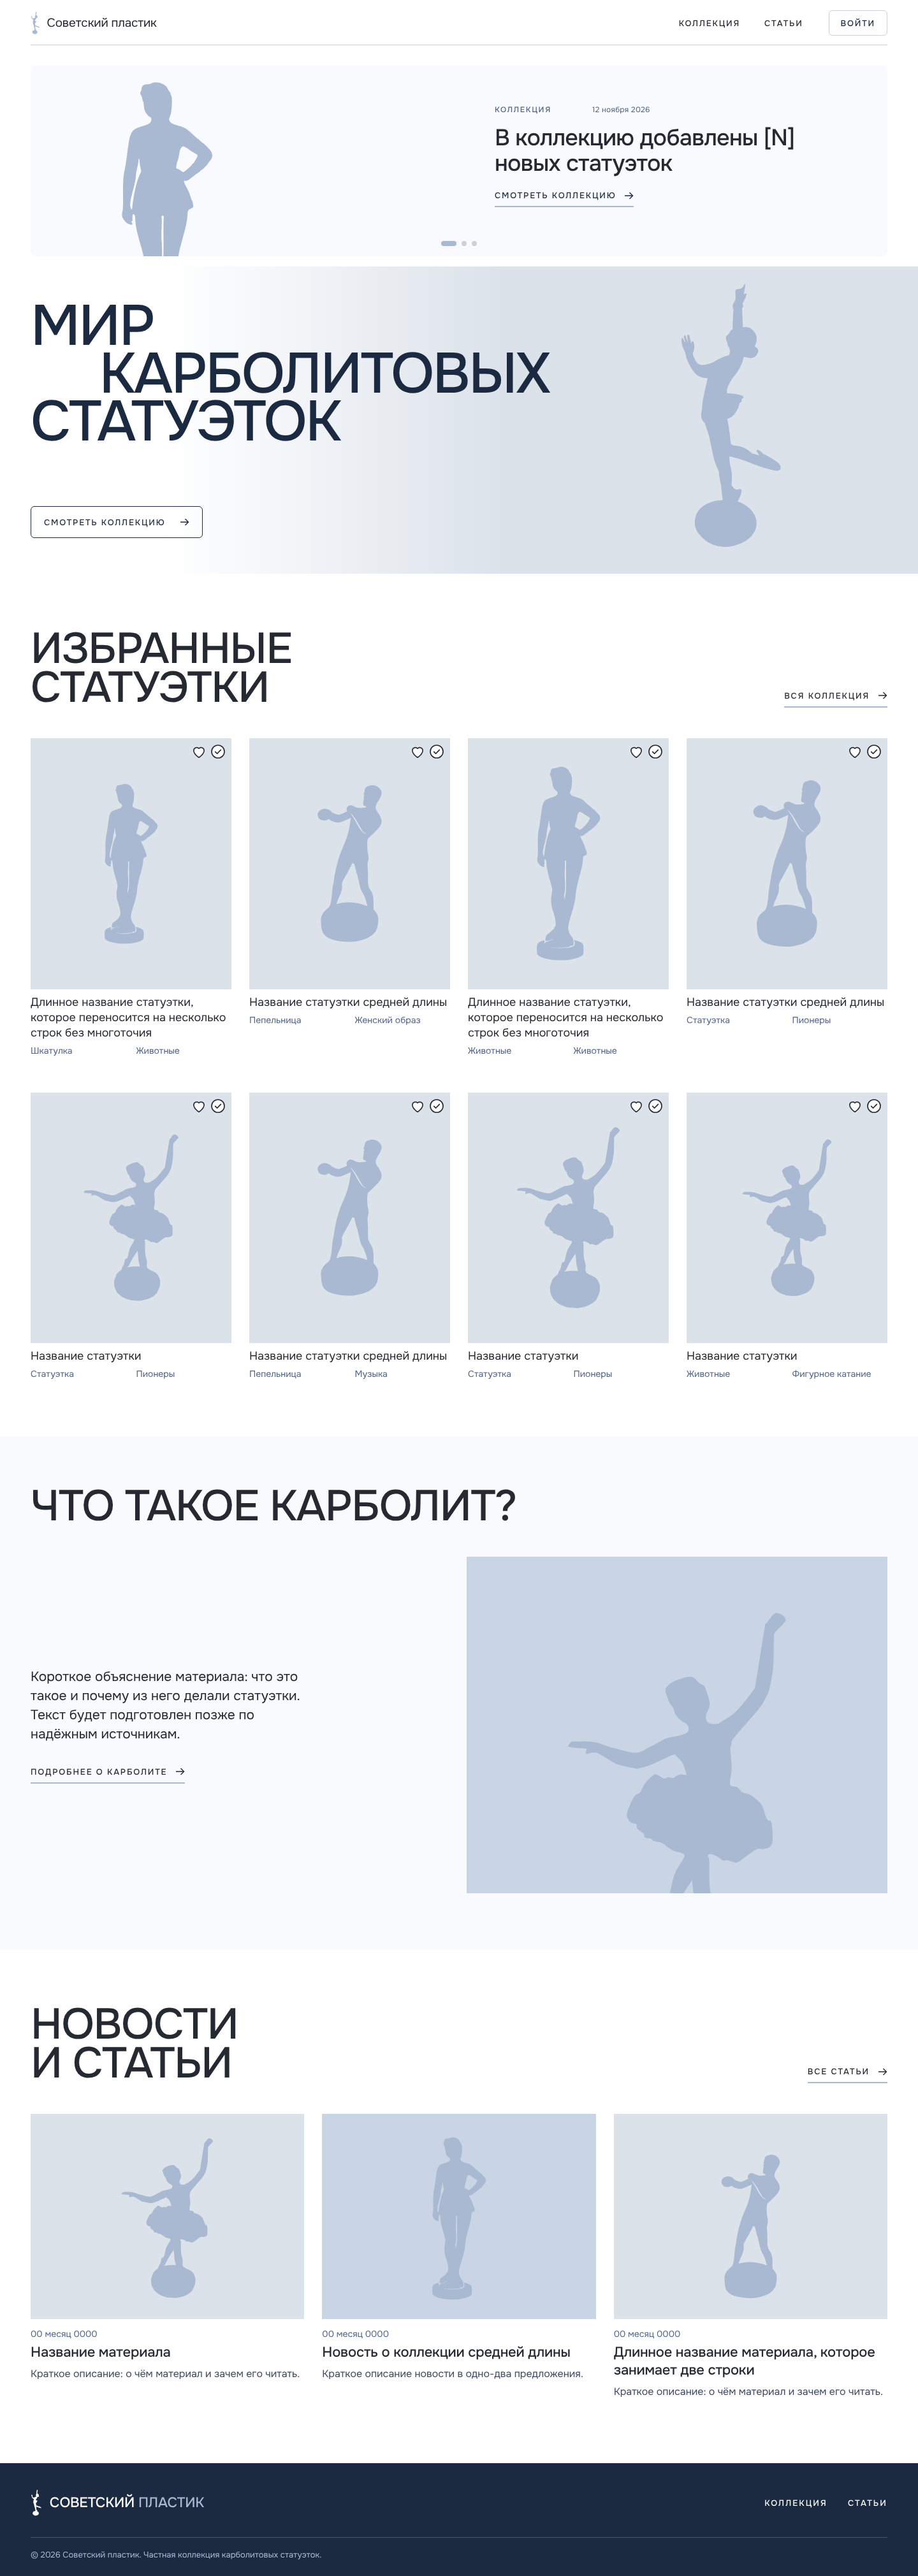 Советский пластик
КОЛЛЕКЦИЯ СТАТЬИ ВОЙТИ
КОЛЛЕКЦИЯ 12 ноября 2026
В коллекцию добавлены [N]
новых статуэток
СМОТРЕТЬ КОЛЛЕКЦИЮ
МИР
КАРБОЛИТОВЫХ
СТАТУЭТОК
СМОТРЕТЬ КОЛЛЕКЦИЮ
ИЗБРАННЫЕ
СТАТУЭТКИ
ВСЯ КОЛЛЕКЦИЯ
Длинное название статуэтки,
которое переносится на несколько
строк без многоточия
Шкатулка Животные
Название статуэтки средней длины
Пепельница Женский образ
Длинное название статуэтки,
которое переносится на несколько
строк без многоточия
Животные Животные
Название статуэтки средней длины
Статуэтка Пионеры
Название статуэтки
Статуэтка Пионеры
Название статуэтки средней длины
Пепельница Музыка
Название статуэтки
Статуэтка Пионеры
Название статуэтки
Животные Фигурное катание
ЧТО ТАКОЕ КАРБОЛИТ?
Короткое объяснение материала: что это
такое и почему из него делали статуэтки.
Текст будет подготовлен позже по
надёжным источникам.
ПОДРОБНЕЕ О КАРБОЛИТЕ
НОВОСТИ
И СТАТЬИ
ВСЕ СТАТЬИ
00 месяц 0000
Название материала
Краткое описание: о чём материал и зачем его читать.
00 месяц 0000
Новость о коллекции средней длины
Краткое описание новости в одно-два предложения.
00 месяц 0000
Длинное название материала, которое
занимает две строки
Краткое описание: о чём материал и зачем его читать.
СОВЕТСКИЙ ПЛАСТИК
КОЛЛЕКЦИЯ СТАТЬИ
© 2026 Советский пластик. Частная коллекция карболитовых статуэток.